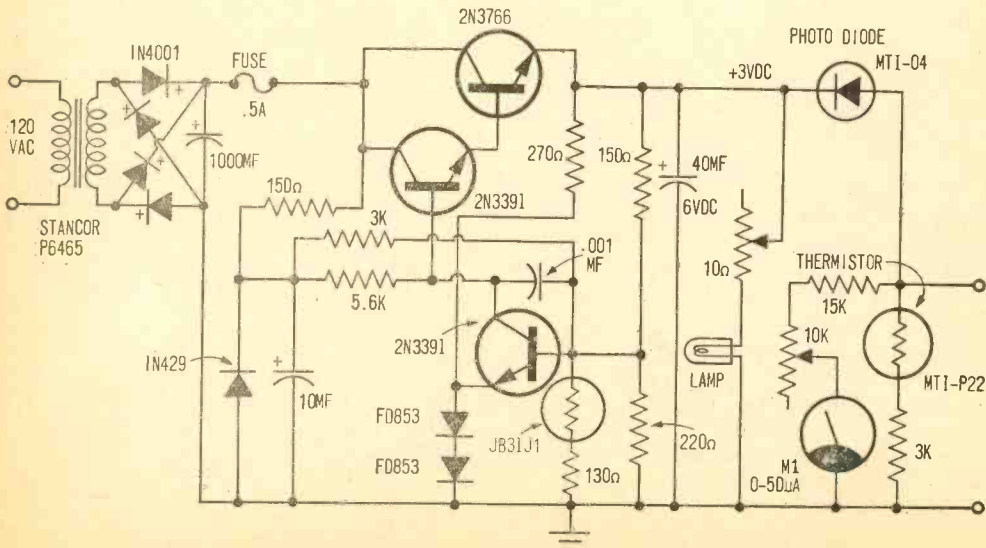 2N3766
IN4001
FUSE
.5A
PHOTO DIODE
MTI-04
+3VDC
120
VAC
1000MF
STANCOR
P6465
150Ω
3K
5.6K
2N3391
270Ω
150Ω
40MF
6VDC
.001
MF
10Ω
THERMISTOR
15K
10K
2N3391
IN429
10MF
LAMP
MTI-P22
FD853
FD853
JB31J1
130Ω
220Ω
M1
0-50μA
3K